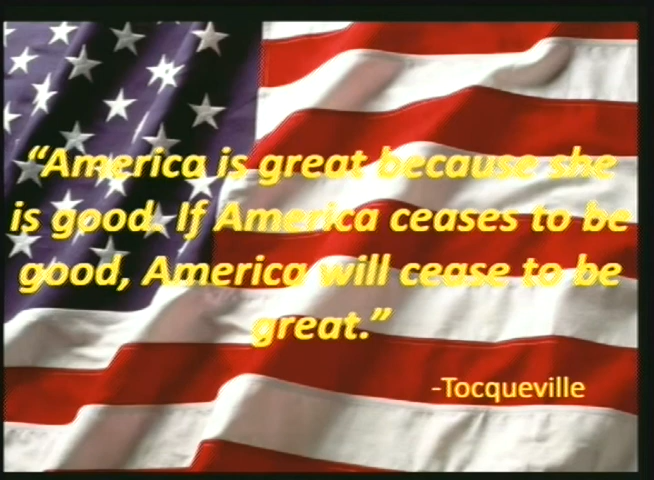 “America is great because she
is good. If America ceases to be
good, America will cease to be
great.”
-Tocqueville